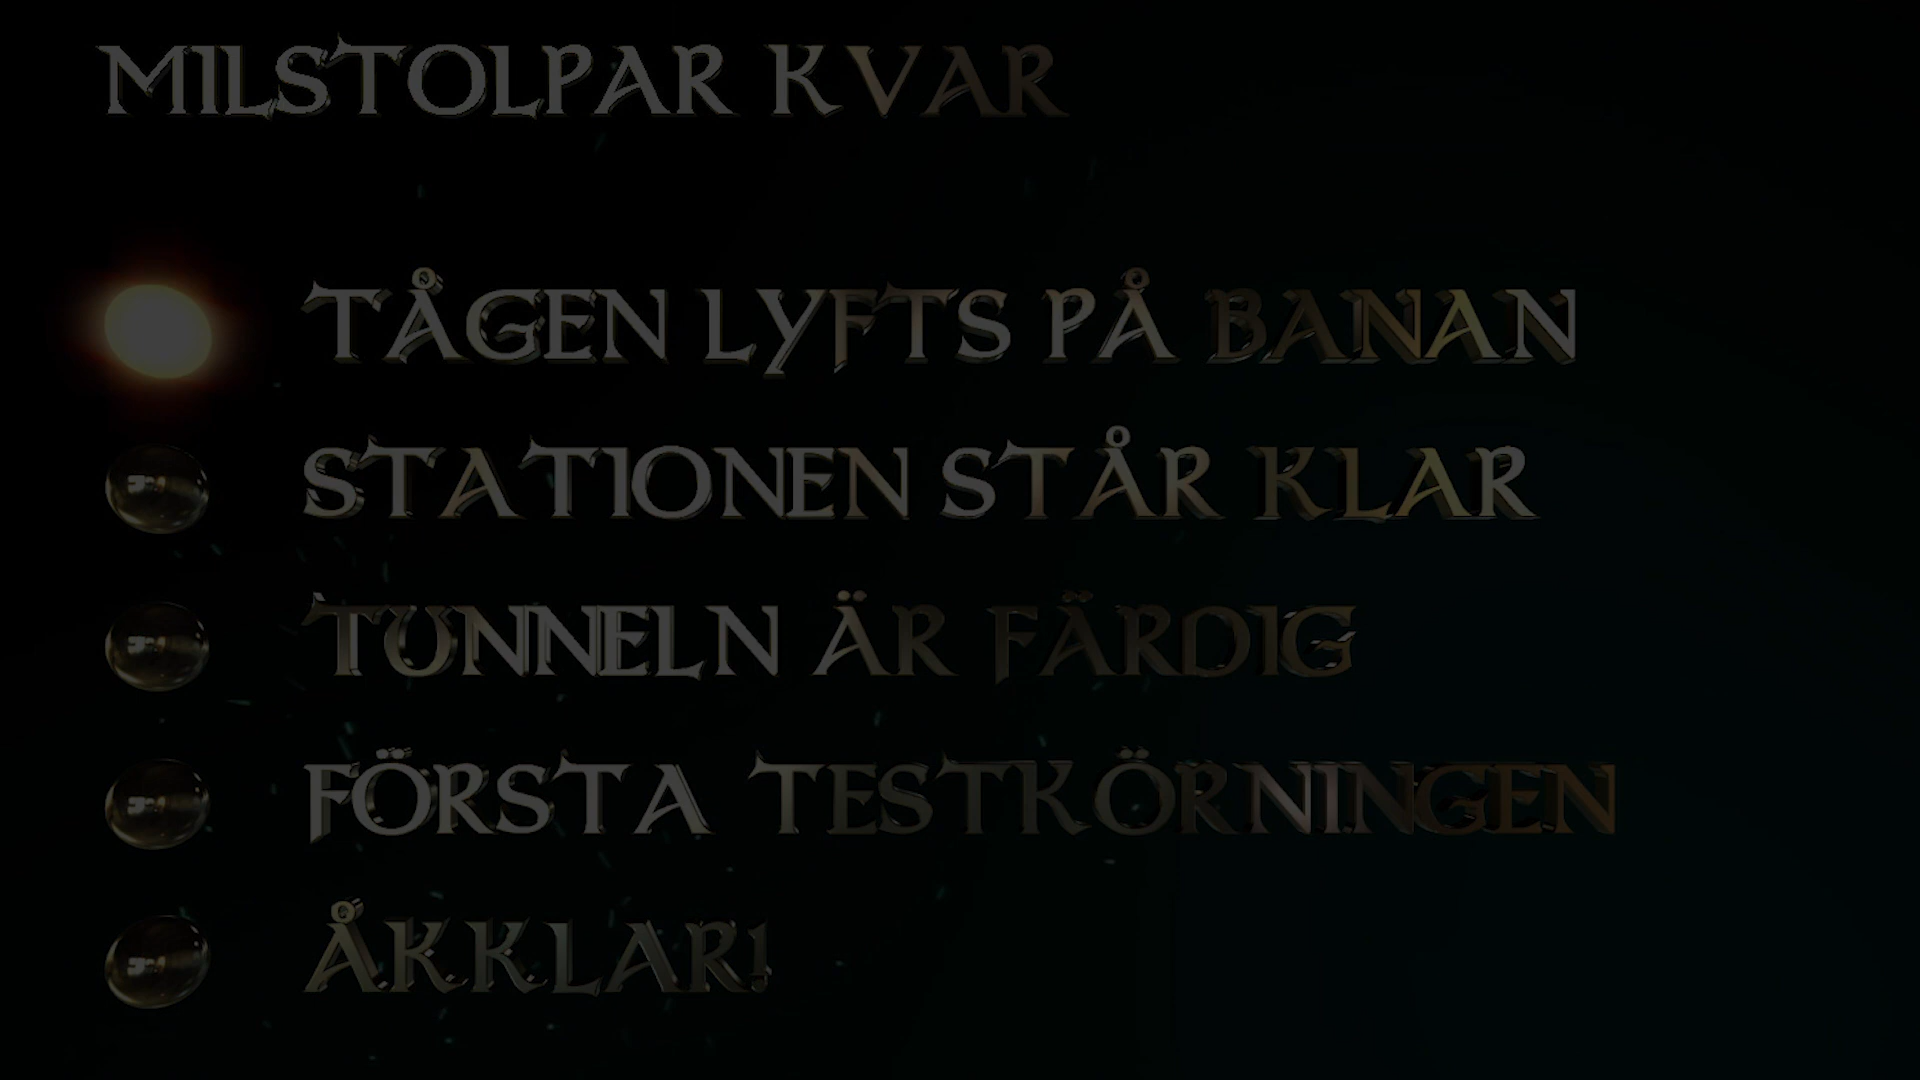 MILSTOLPAR KVAR
TÅGEN LYFTS PÅ BANAN
STATIONEN STÅR KLAR
TUNNELN ÄR FÄRDIG
FÖRSTA TESTKÖRNINGEN
ÅKKLAR!